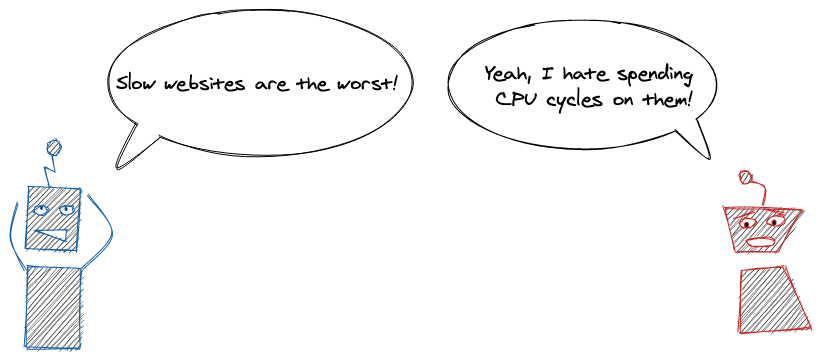 Slow websites are the worst!
Yeah, I hate spending
CPU cycles on them!